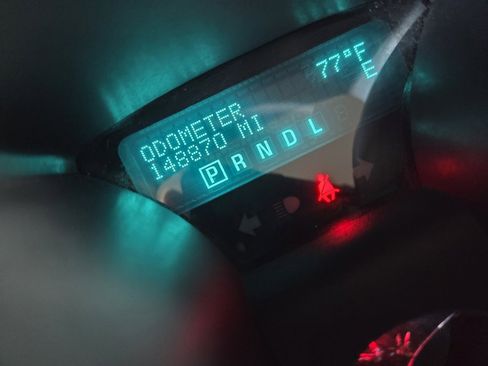 77°F
E
ODOMETER
148870 MI
P R N D L